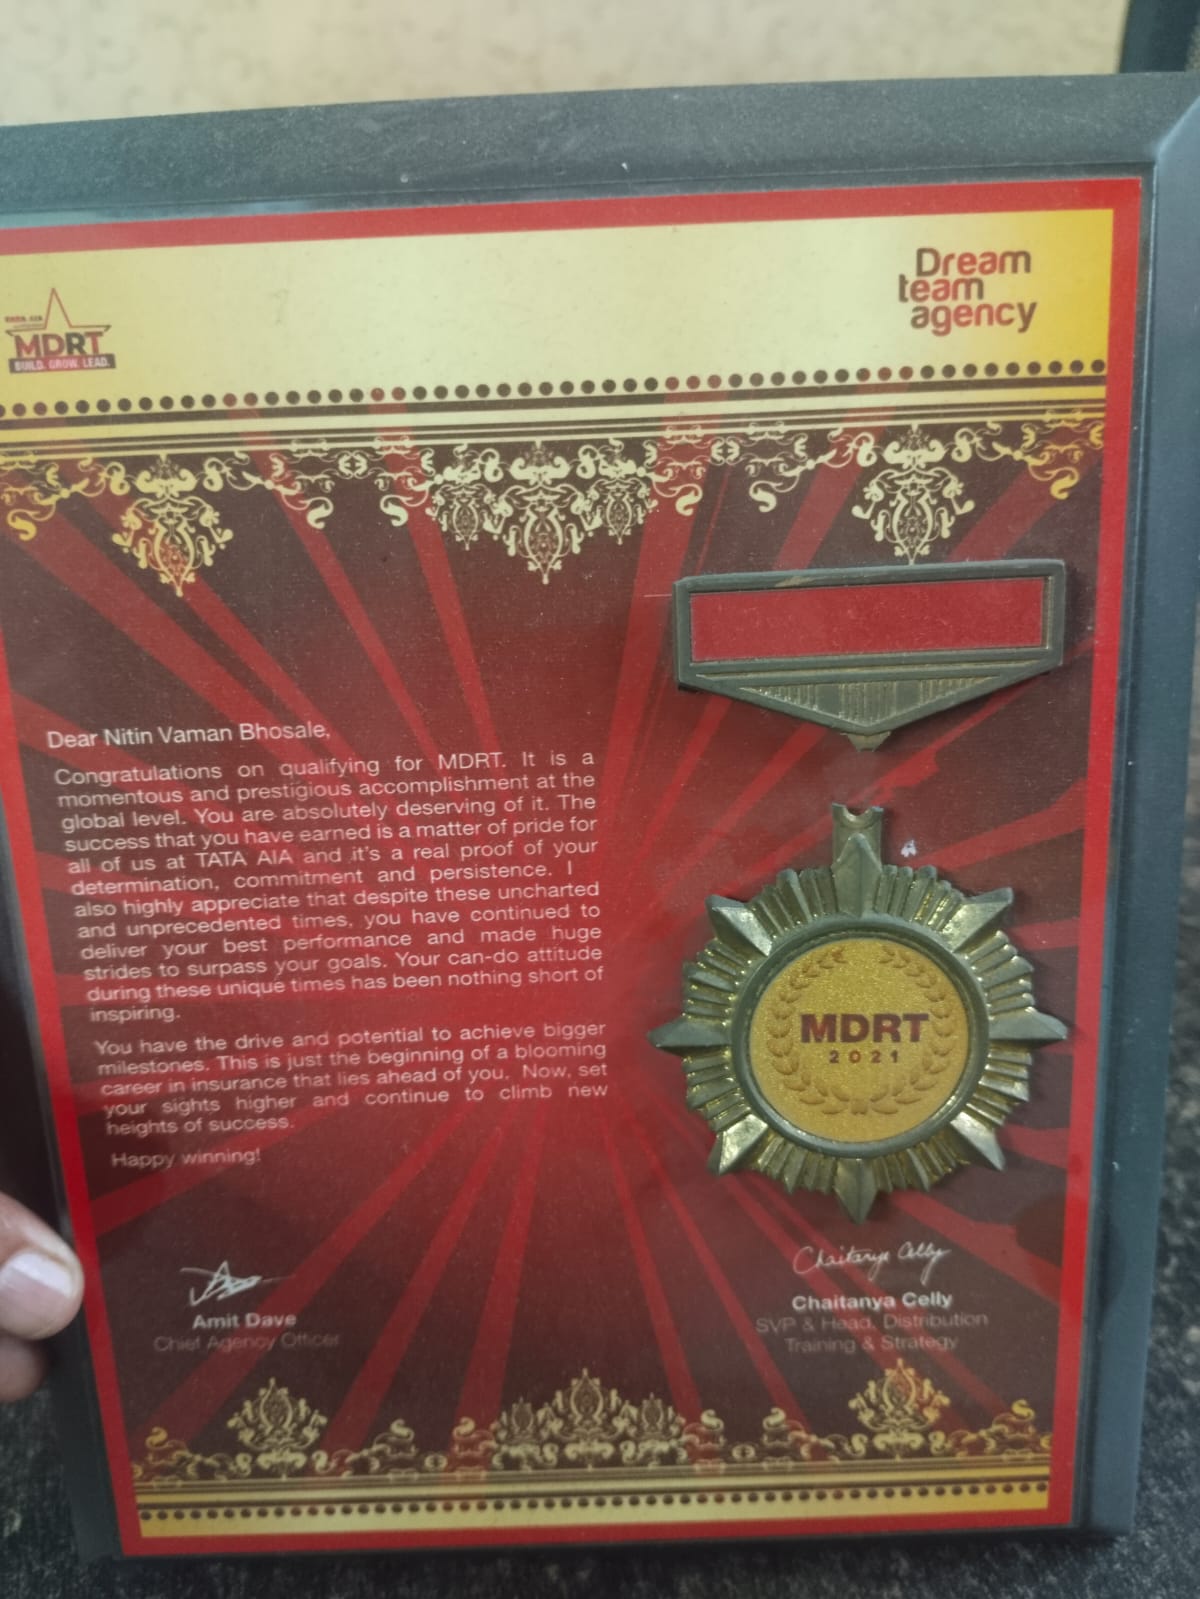 TATA AIA
MDRT
BUILD. GROW. LEAD.
Dream
team
agency
Dear Nitin Vaman Bhosale,
Congratulations on qualifying for MDRT. It is a
momentous and prestigious accomplishment at the
global level. You are absolutely deserving of it. The
success that you have earned is a matter of pride for
all of us at TATA AIA and it's a real proof of your
determination, commitment and persistence. I
also highly appreciate that despite these uncharted
and unprecedented times, you have continued to
deliver your best performance and made huge
strides to surpass your goals. Your can-do attitude
during these unique times has been nothing short of
inspiring.
You have the drive and potential to achieve bigger
milestones. This is just the beginning of a blooming
career in insurance that lies ahead of you. Now, set
your sights higher and continue to climb new
heights of success.
Happy winning!
MDRT
2021
Amit Dave
Chief Agency Officer
Chaitanya Celly
Chaitanya Celly
SVP & Head, Distribution
Training & Strategy